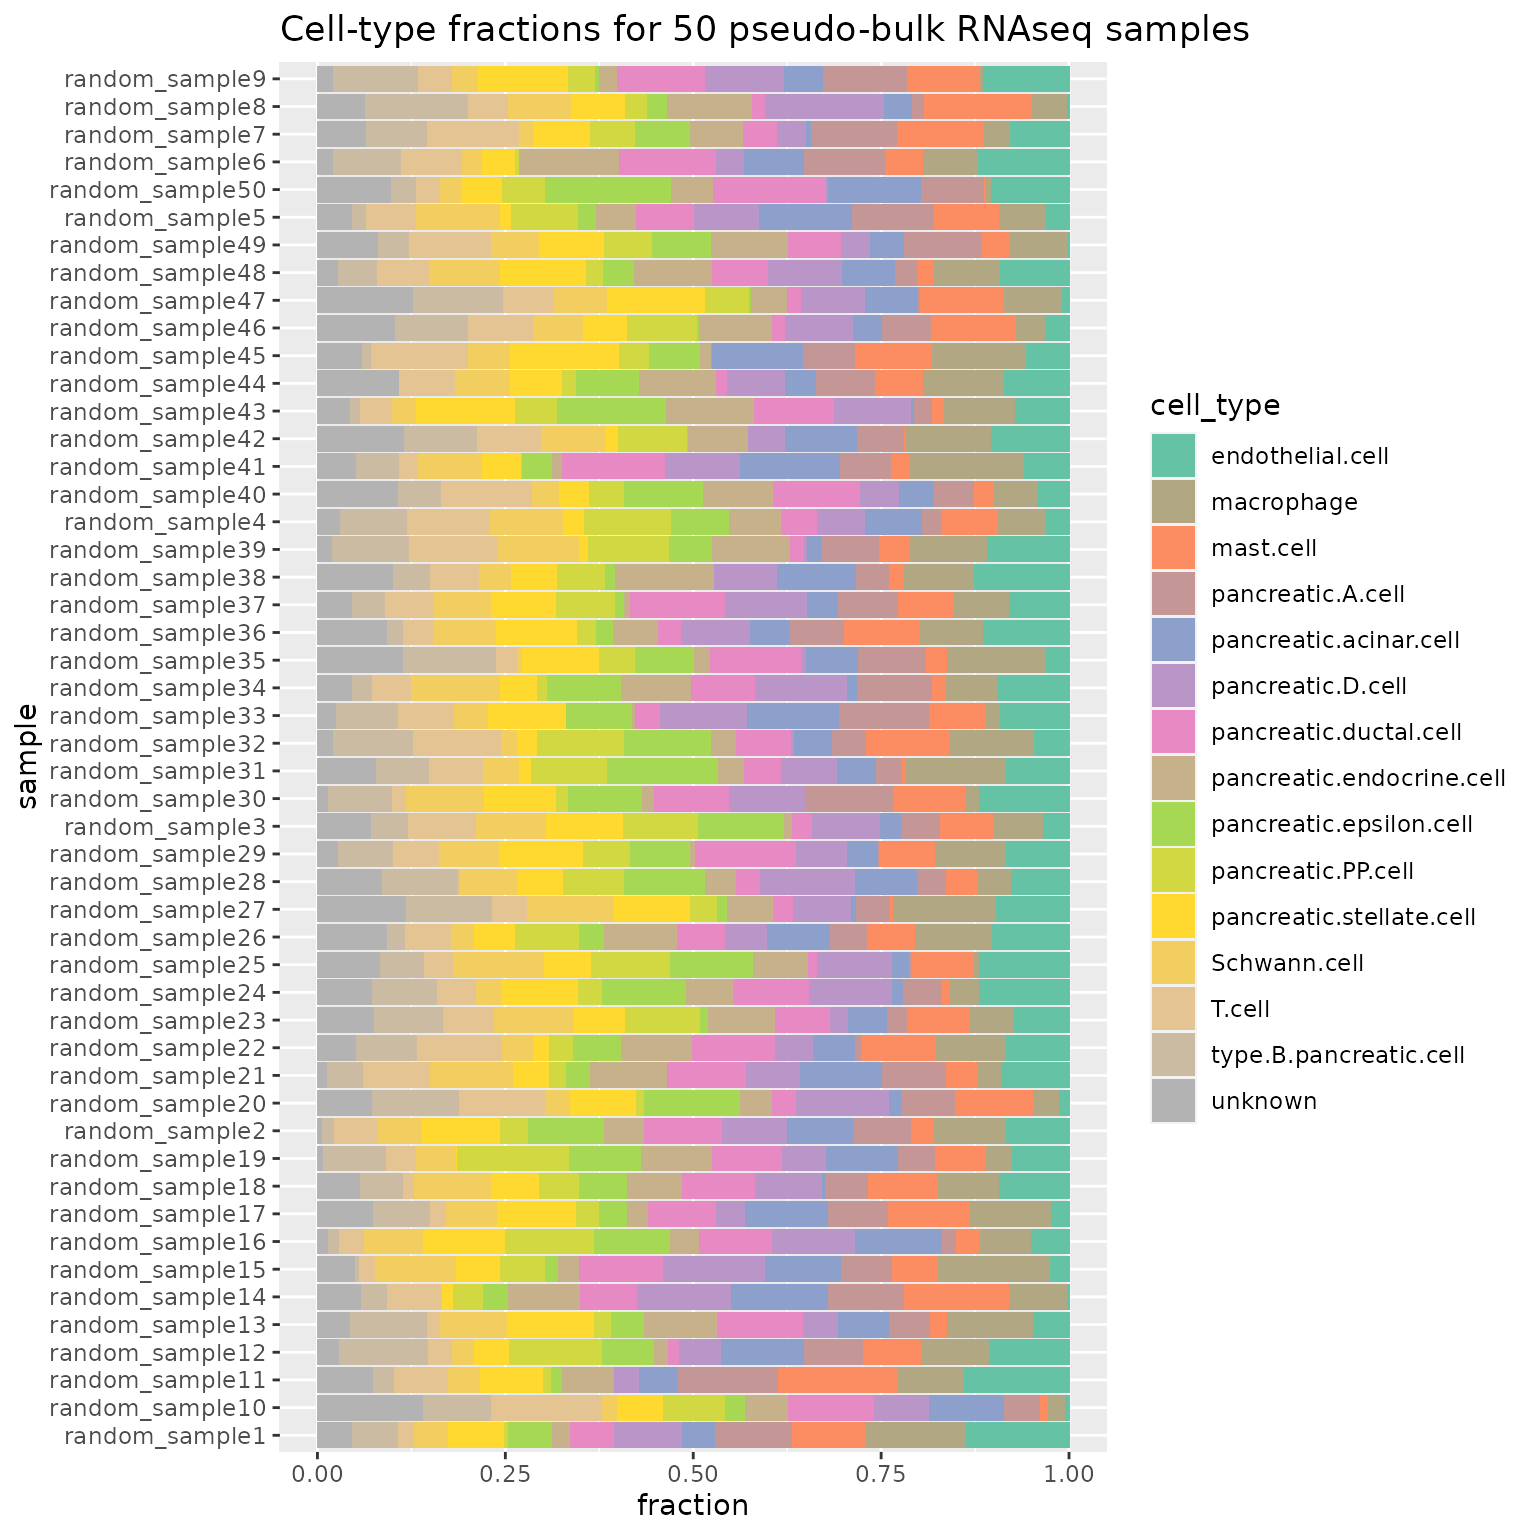 Cell-type fractions for 50 pseudo-bulk RNAseq samples
random_sample9
random_sample8
random_sample7
random_sample6
random_sample50
random_sample5
random_sample49
random_sample48
random_sample47
random_sample46
random_sample45
random_sample44
random_sample43
random_sample42
random_sample41
random_sample40
random_sample4
random_sample39
random_sample38
random_sample37
random_sample36
random_sample35
random_sample34
random_sample33
random_sample32
random_sample31
random_sample30
random_sample3
random_sample29
random_sample28
random_sample27
random_sample26
random_sample25
random_sample24
random_sample23
random_sample22
random_sample21
random_sample20
random_sample2
random_sample19
random_sample18
random_sample17
random_sample16
random_sample15
random_sample14
random_sample13
random_sample12
random_sample11
random_sample10
random_sample1
sample
0.00 0.25 0.50 0.75 1.00
fraction
cell_type
endothelial.cell
macrophage
mast.cell
pancreatic.A.cell
pancreatic.acinar.cell
pancreatic.D.cell
pancreatic.ductal.cell
pancreatic.endocrine.cell
pancreatic.epsilon.cell
pancreatic.PP.cell
pancreatic.stellate.cell
Schwann.cell
T.cell
type.B.pancreatic.cell
unknown